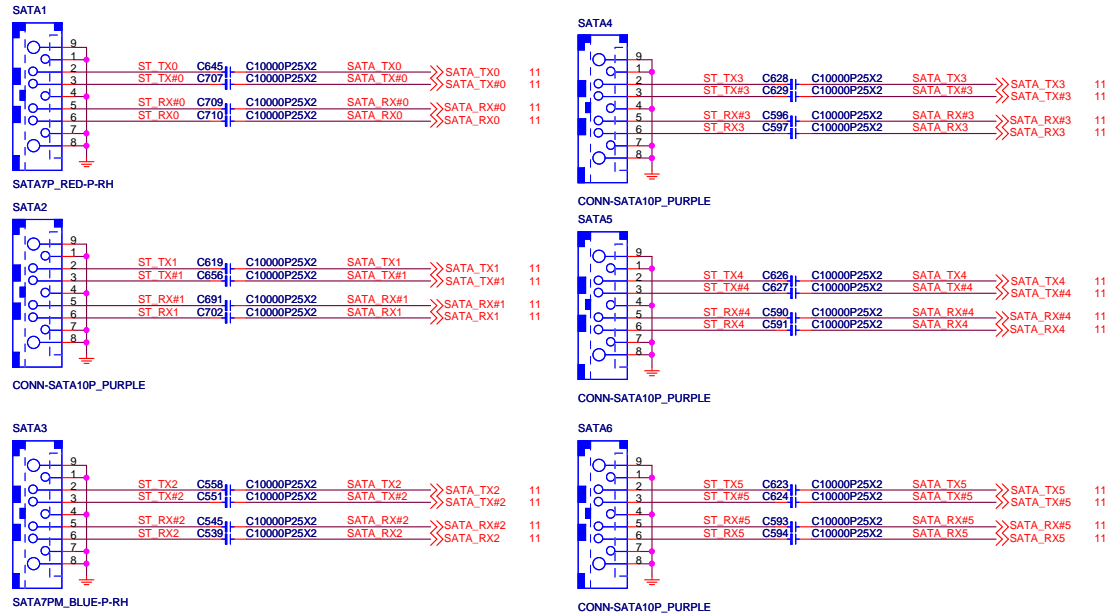 SATA1
9
1
2 ST_TX0 C645 C10000P25X2 SATA_TX0 SATA_TX0 11
3 ST_TX#0 C707 C10000P25X2 SATA_TX#0 SATA_TX#0 11
4
5 ST_RX#0 C709 C10000P25X2 SATA_RX#0 SATA_RX#0 11
6 ST_RX0 C710 C10000P25X2 SATA_RX0 SATA_RX0 11
7
8
SATA7P_RED-P-RH
SATA2
9
1
2 ST_TX1 C619 C10000P25X2 SATA_TX1 SATA_TX1 11
3 ST_TX#1 C656 C10000P25X2 SATA_TX#1 SATA_TX#1 11
4
5 ST_RX#1 C691 C10000P25X2 SATA_RX#1 SATA_RX#1 11
6 ST_RX1 C702 C10000P25X2 SATA_RX1 SATA_RX1 11
7
8
CONN-SATA10P_PURPLE
SATA3
9
1
2 ST_TX2 C558 C10000P25X2 SATA_TX2 SATA_TX2 11
3 ST_TX#2 C551 C10000P25X2 SATA_TX#2 SATA_TX#2 11
4
5 ST_RX#2 C545 C10000P25X2 SATA_RX#2 SATA_RX#2 11
6 ST_RX2 C539 C10000P25X2 SATA_RX2 SATA_RX2 11
7
8
SATA7PM_BLUE-P-RH
SATA4
9
1
2 ST_TX3 C628 C10000P25X2 SATA_TX3 SATA_TX3 11
3 ST_TX#3 C629 C10000P25X2 SATA_TX#3 SATA_TX#3 11
4
5 ST_RX#3 C596 C10000P25X2 SATA_RX#3 SATA_RX#3 11
6 ST_RX3 C597 C10000P25X2 SATA_RX3 SATA_RX3 11
7
8
CONN-SATA10P_PURPLE
SATA5
9
1
2 ST_TX4 C626 C10000P25X2 SATA_TX4 SATA_TX4 11
3 ST_TX#4 C627 C10000P25X2 SATA_TX#4 SATA_TX#4 11
4
5 ST_RX#4 C590 C10000P25X2 SATA_RX#4 SATA_RX#4 11
6 ST_RX4 C591 C10000P25X2 SATA_RX4 SATA_RX4 11
7
8
CONN-SATA10P_PURPLE
SATA6
9
1
2 ST_TX5 C623 C10000P25X2 SATA_TX5 SATA_TX5 11
3 ST_TX#5 C624 C10000P25X2 SATA_TX#5 SATA_TX#5 11
4
5 ST_RX#5 C593 C10000P25X2 SATA_RX#5 SATA_RX#5 11
6 ST_RX5 C594 C10000P25X2 SATA_RX5 SATA_RX5 11
7
8
CONN-SATA10P_PURPLE